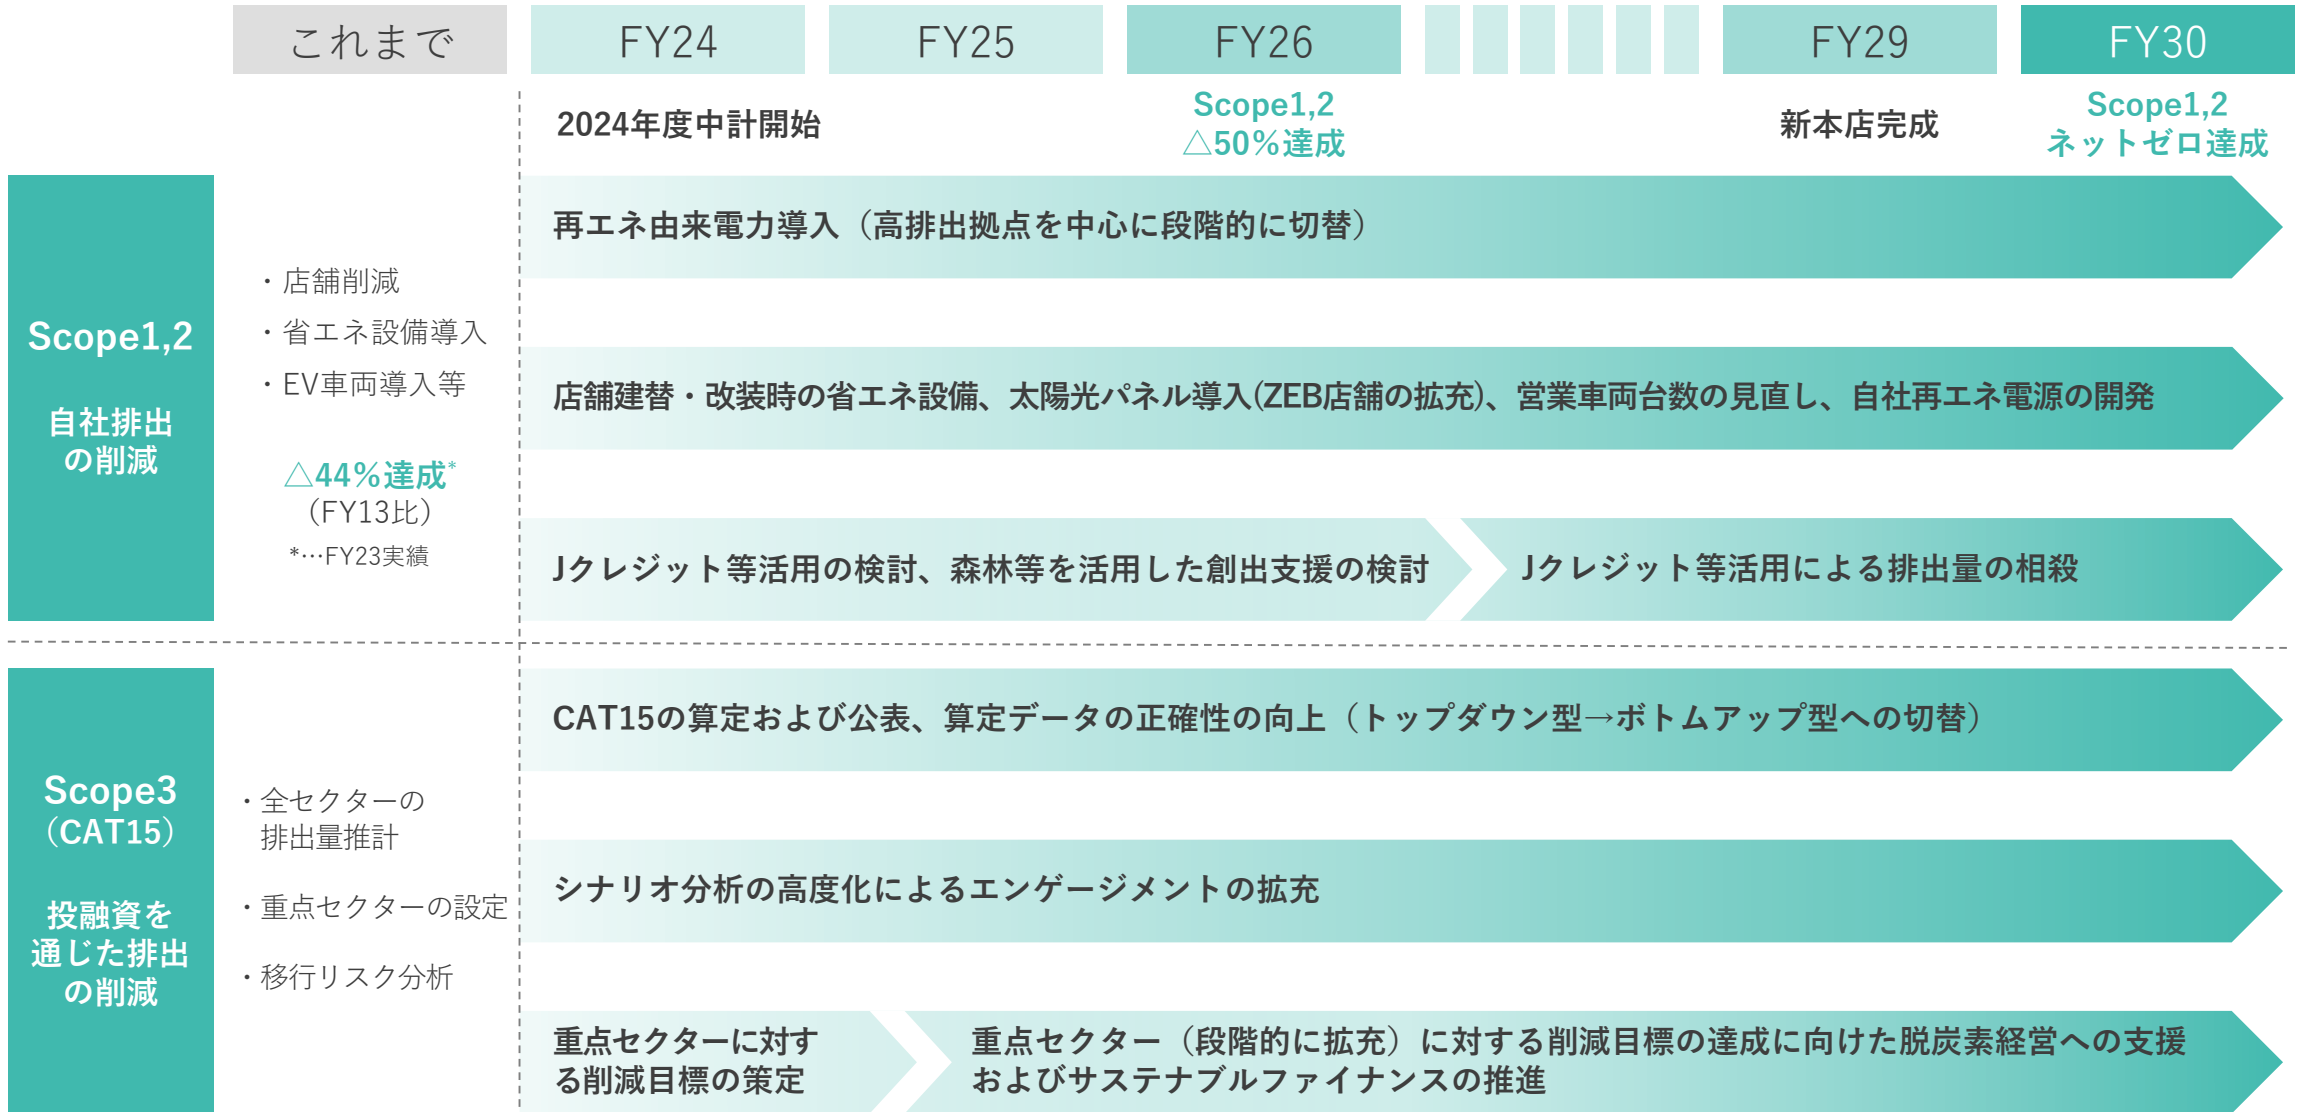 これまで
FY24
FY25
FY26
FY29
FY30
2024年度中計開始
Scope1,2
△50%達成
新本店完成
Scope1,2
ネットゼロ達成
Scope1,2
自社排出
の削減
・店舗削減
・省エネ設備導入
・EV車両導入等
△44%達成*
（FY13比）
*…FY23実績
再エネ由来電力導入（高排出拠点を中心に段階的に切替）
店舗建替・改装時の省エネ設備、太陽光パネル導入(ZEB店舗の拡充)、営業車両台数の見直し、自社再エネ電源の開発
Jクレジット等活用の検討、森林等を活用した創出支援の検討
Jクレジット等活用による排出量の相殺
Scope3
（CAT15）
投融資を
通じた排出
の削減
・全セクターの
排出量推計
・重点セクターの設定
・移行リスク分析
CAT15の算定および公表、算定データの正確性の向上（トップダウン型→ボトムアップ型への切替）
シナリオ分析の高度化によるエンゲージメントの拡充
重点セクターに対す
る削減目標の策定
重点セクター（段階的に拡充）に対する削減目標の達成に向けた脱炭素経営への支援
およびサステナブルファイナンスの推進